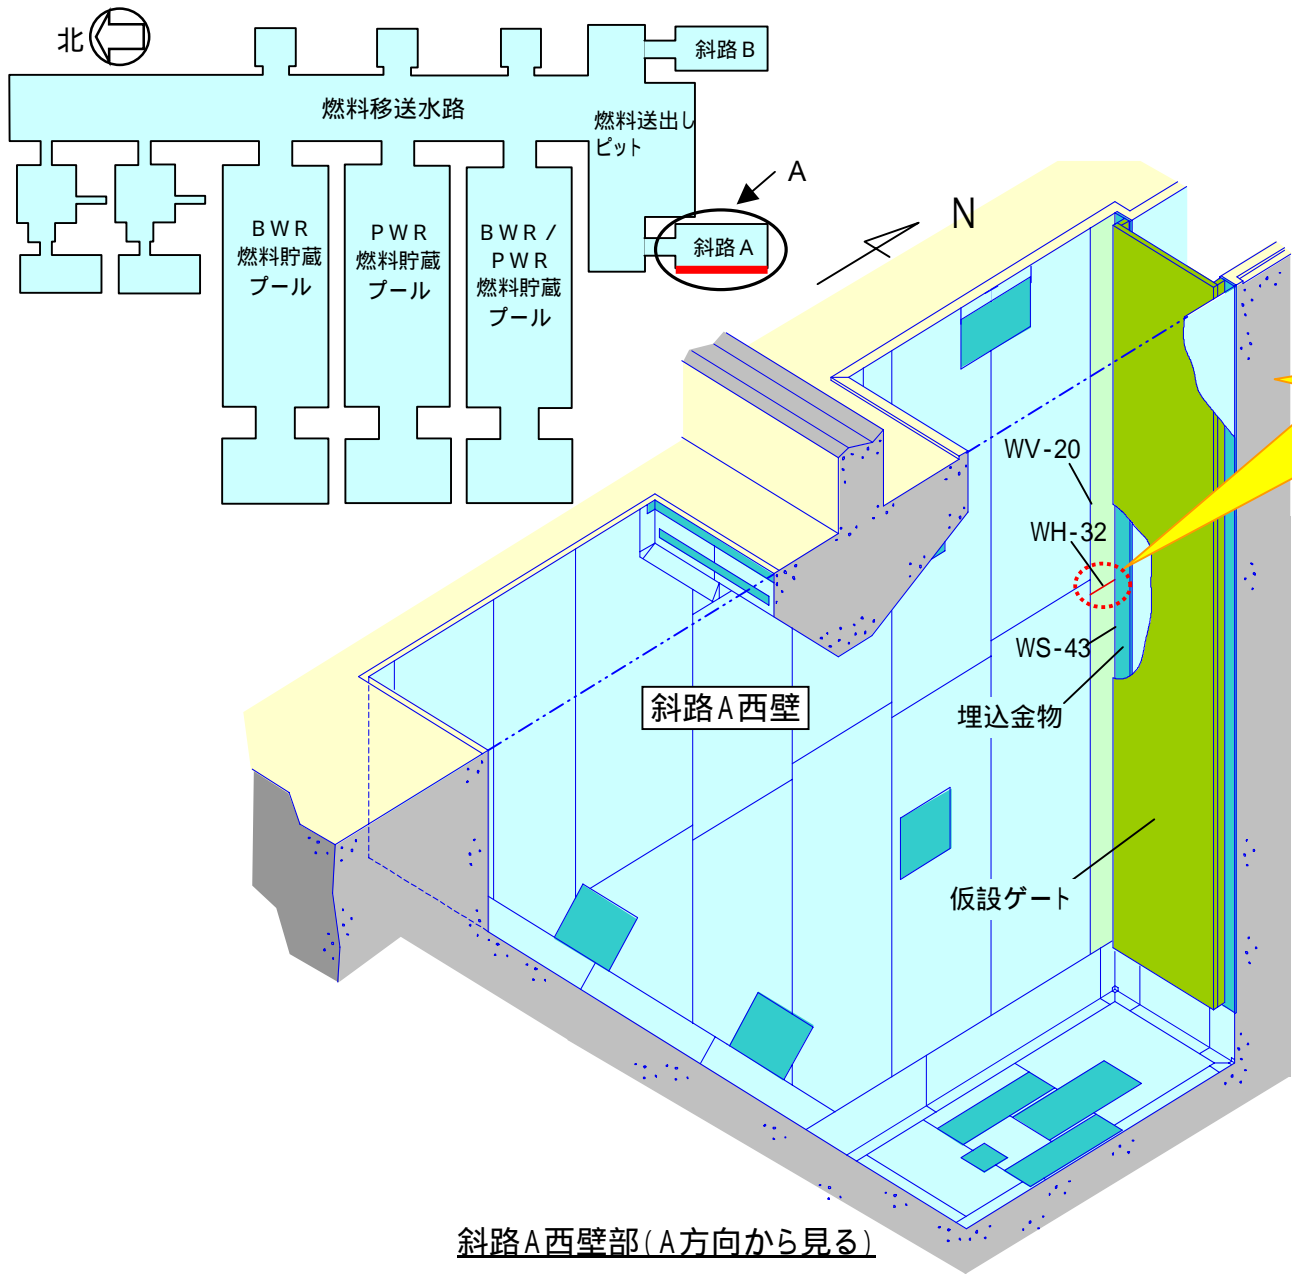 北
斜路B
燃料移送水路
燃料送出し
ピット
A
BWR
燃料貯蔵
プール
PWR
燃料貯蔵
プール
BWR/
PWR
燃料貯蔵
プール
斜路A
N
WV-20
WH-32
WS-43
埋込金物
斜路A西壁
仮設ゲート
斜路A西壁部(A方向から見る)